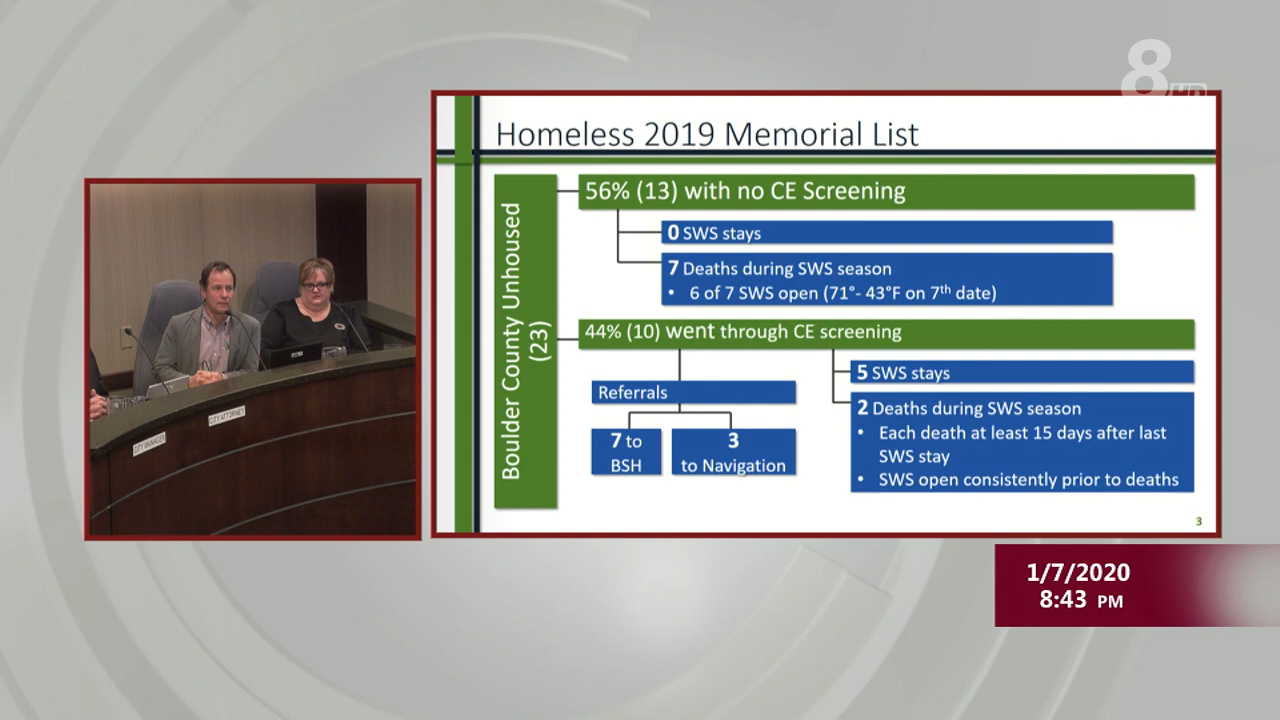 8
HD
Homeless 2019 Memorial List
Boulder County Unhoused
(23)
56% (13) with no CE Screening
0 SWS stays
7 Deaths during SWS season
• 6 of 7 SWS open (71°- 43°F on 7th date)
44% (10) went through CE screening
Referrals
7 to
BSH
3
to Navigation
5 SWS stays
2 Deaths during SWS season
• Each death at least 15 days after last
SWS stay
• SWS open consistently prior to deaths
3
CITY MANAGER
CITY ATTORNEY
1/7/2020
8:43 PM